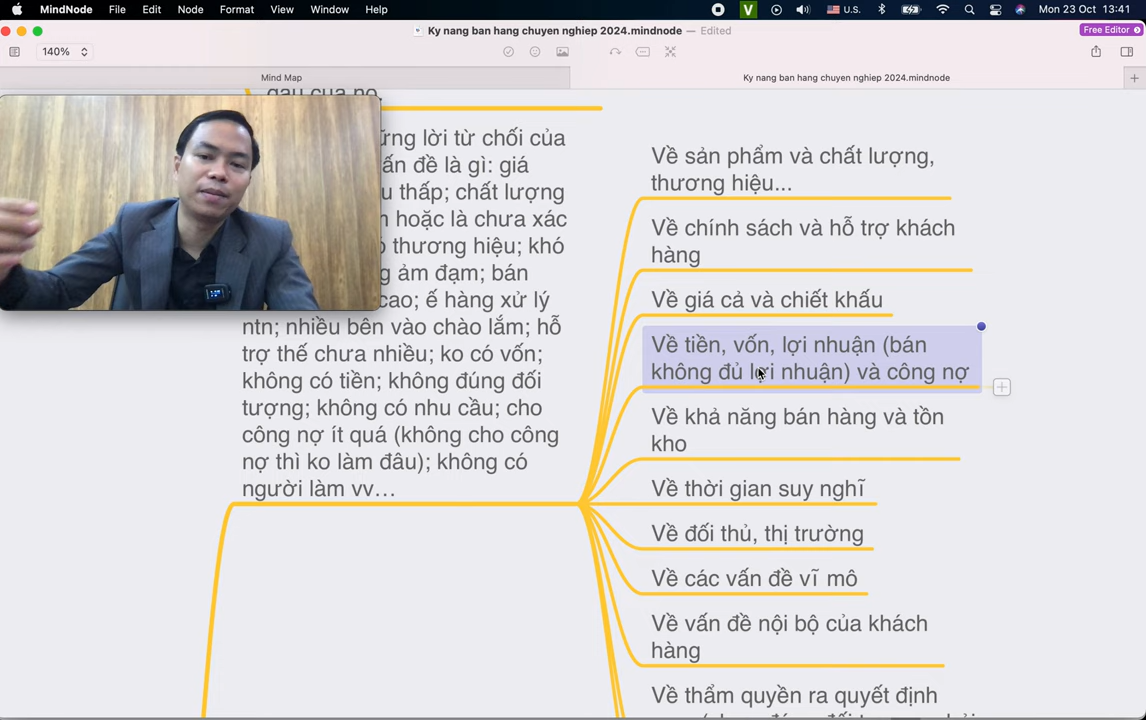 MindNode File Edit Node Format View Window Help
V U.S. Mon 23 Oct 13:41
Ky nang ban hang chuyen nghiep 2024.mindnode — Edited
Free Editor
140%
Mind Map
Ky nang ban hang chuyen nghiep 2024.mindnode
của nó.
lời từ chối của
đề là gì: giá
thấp; chất lượng
hoặc là chưa xác
thương hiệu; khó
ảm đạm; bán
cao; ế hàng xử lý
ntn; nhiều bên vào chào lắm; hỗ
trợ thế chưa nhiều; ko có vốn;
không có tiền; không đúng đối
tượng; không có nhu cầu; cho
công nợ ít quá (không cho công
nợ thì ko làm đâu); không có
người làm vv...
Về sản phẩm và chất lượng,
thương hiệu...
Về chính sách và hỗ trợ khách
hàng
Về giá cả và chiết khấu
Về tiền, vốn, lợi nhuận (bán
không đủ lợi nhuận) và công nợ
Về khả năng bán hàng và tồn
kho
Về thời gian suy nghĩ
Về đối thủ, thị trường
Về các vấn đề vĩ mô
Về vấn đề nội bộ của khách
hàng
Về thẩm quyền ra quyết định